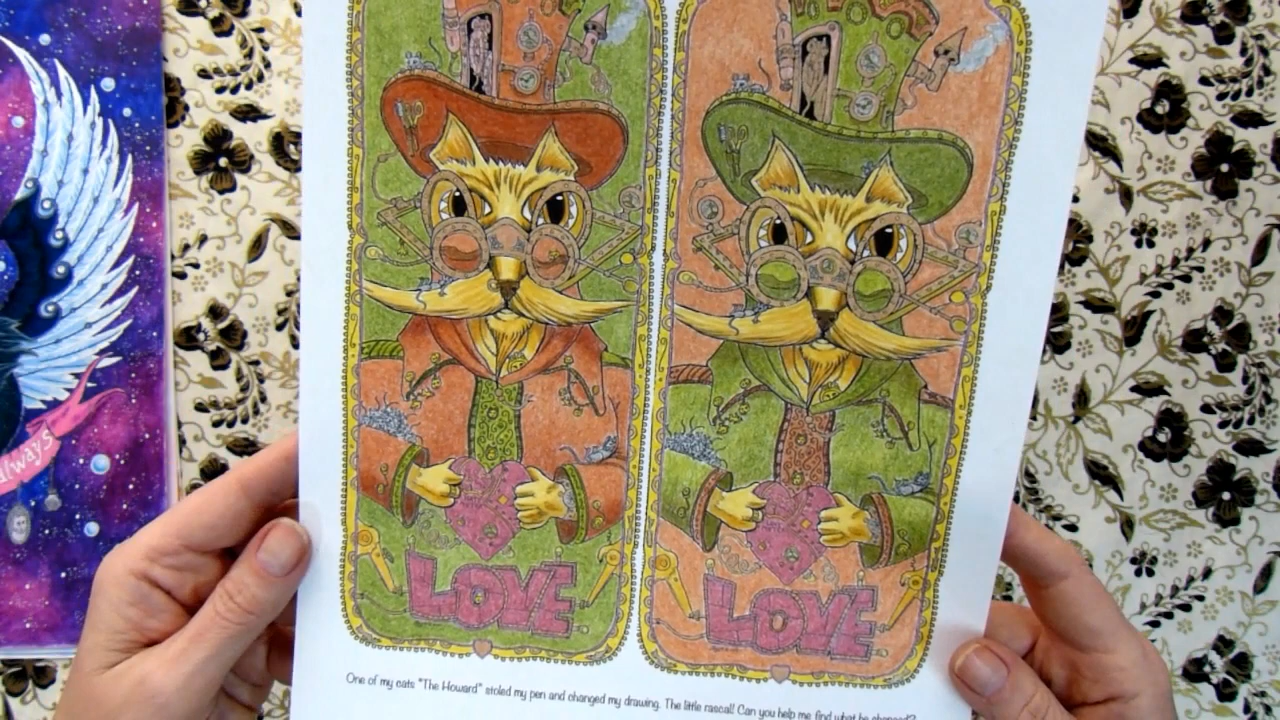 LOVE LOVE
always
One of my cats "The Howard" stoled my pen and changed my drawing. The little rascal! Can you help me find what he changed?